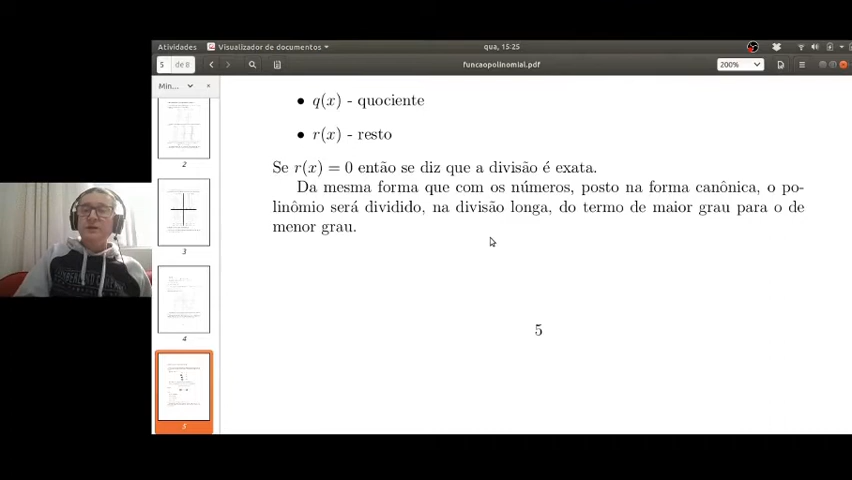 Atividades Visualizador de documentos qua, 15:25
5 de 8 funcaopolinomial.pdf 200%
Min...
2
3
4
5
• q(x) - quociente
• r(x) - resto
Se r(x) = 0 então se diz que a divisão é exata.
Da mesma forma que com os números, posto na forma canônica, o po-
linômio será dividido, na divisão longa, do termo de maior grau para o de
menor grau.
5